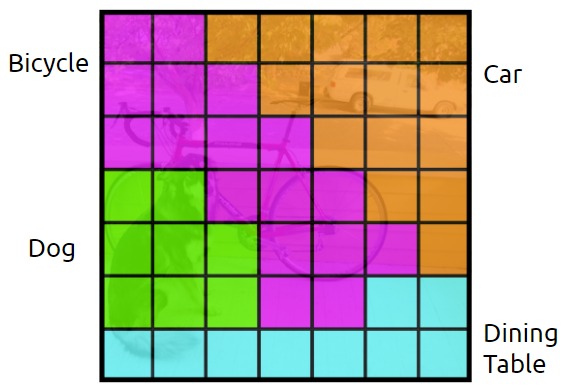 Bicycle
Car
Dog
Dining
Table